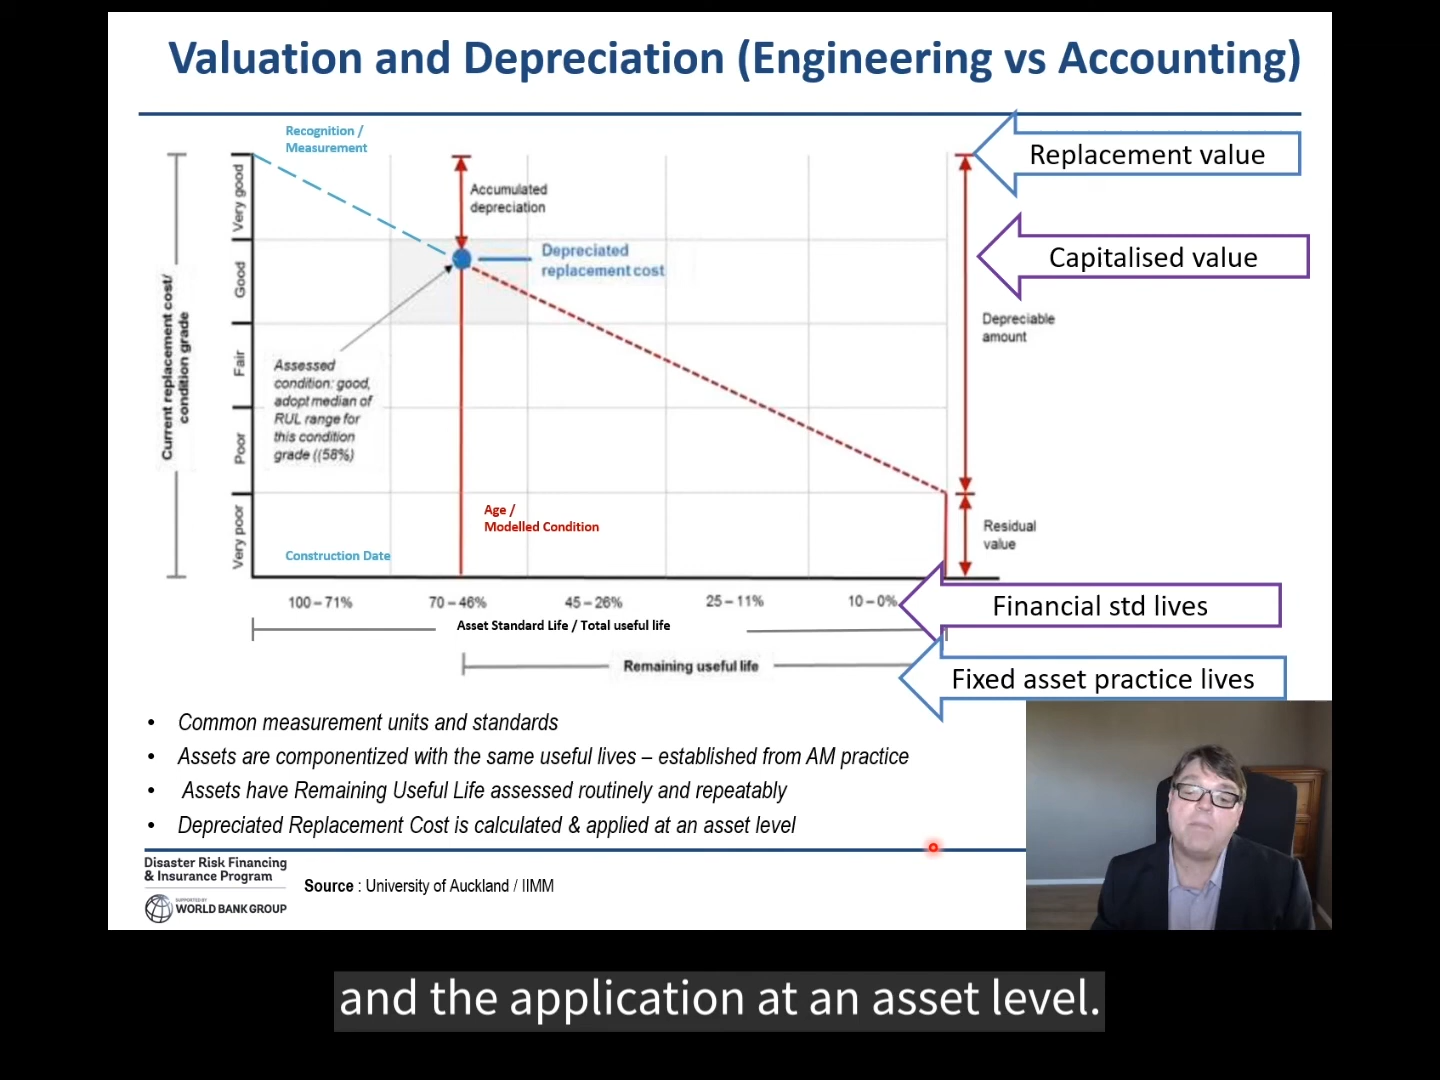 Valuation and Depreciation (Engineering vs Accounting)
Recognition /
Measurement
Replacement value
Accumulated
depreciation
Depreciated
replacement cost
Capitalised value
Depreciable
amount
Current replacement cost/
condition grade
Very good
Good
Fair
Poor
Very poor
Assessed
condition: good,
adopt median of
RUL range for
this condition
grade ((58%)
Age /
Modelled Condition
Residual
value
Construction Date
100 – 71%
70 – 46%
45 – 26%
25 – 11%
10 – 0%
Financial std lives
Asset Standard Life / Total useful life
Remaining useful life
Fixed asset practice lives
• Common measurement units and standards
• Assets are componentized with the same useful lives – established from AM practice
• Assets have Remaining Useful Life assessed routinely and repeatably
• Depreciated Replacement Cost is calculated & applied at an asset level
Disaster Risk Financing
& Insurance Program
SUPPORTED BY
WORLD BANK GROUP
Source : University of Auckland / IIMM
and the application at an asset level.